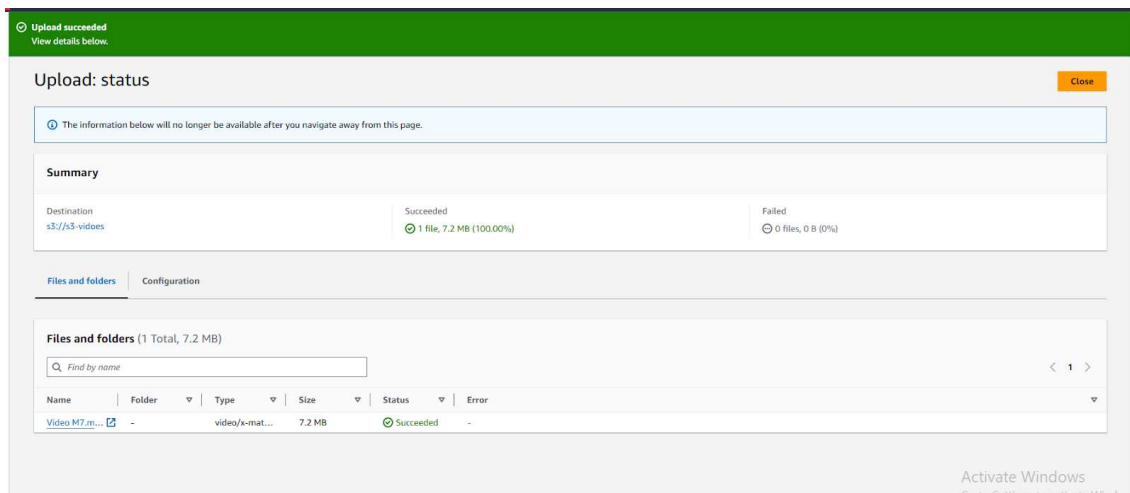 Upload succeeded
View details below.
Upload: status
Close
The information below will no longer be available after you navigate away from this page.
Summary
Destination
Succeeded
Failed
s3://s3-vidoes
1 file, 7.2 MB (100.00%)
0 files, 0 B (0%)
Files and folders
Configuration
Files and folders (1 Total, 7.2 MB)
Find by name
1
Name Folder Type Size Status Error
Video M7.m... - video/x-mat... 7.2 MB Succeeded -
Activate Windows